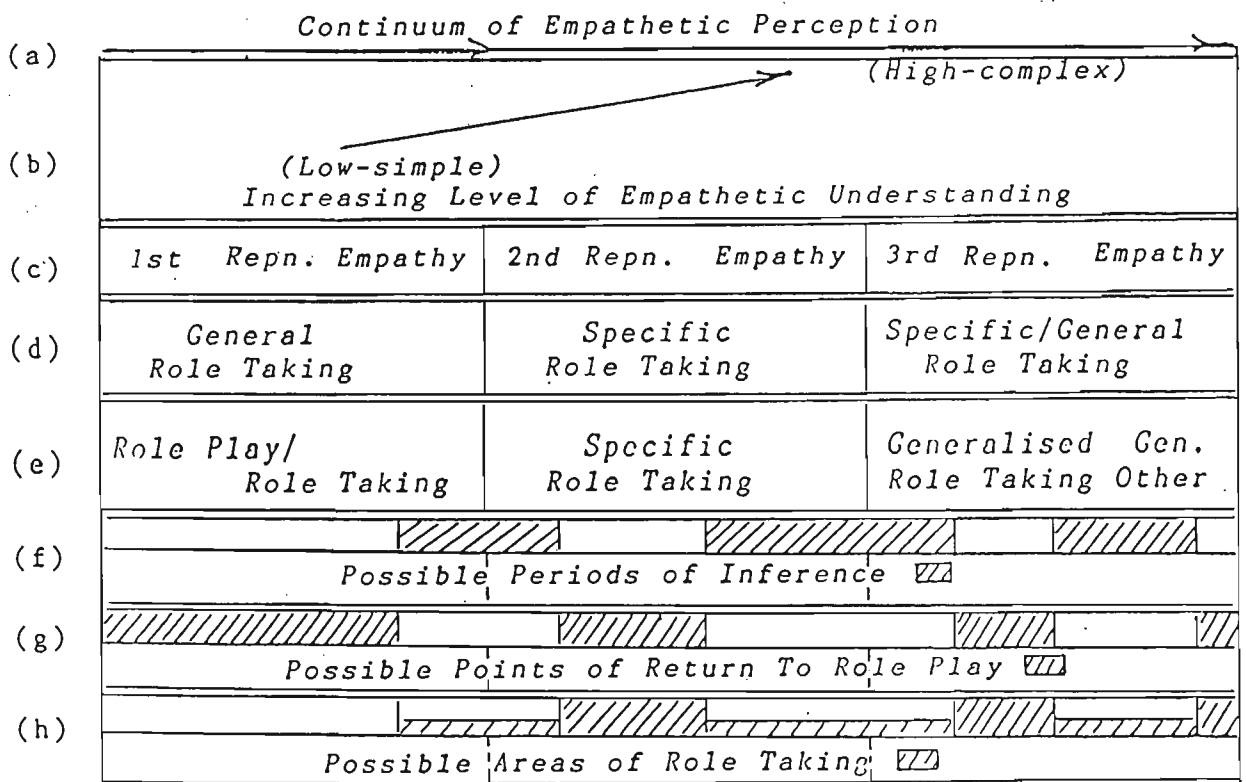 Continuum of Empathetic Perception
(a)
(High-complex)
(b)
(Low-simple)
Increasing Level of Empathetic Understanding
(c) 1st Repn. Empathy 2nd Repn. Empathy 3rd Repn. Empathy
(d) General Role Taking Specific Role Taking Specific/General Role Taking
(e) Role Play/ Role Taking Specific Role Taking Generalised Gen. Role Taking Other
(f)
Possible Periods of Inference
(g)
Possible Points of Return To Role Play
(h)
Possible Areas of Role Taking